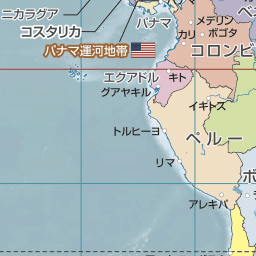 ニカラグア
パナマ
メデリン
コスタリカ
カリ
ボゴタ
パナマ運河地帯
コロンビ
エクアドル
キト
グアヤキル
イキトス
トルヒーヨ
ペルー
リマ
ボ
アレキパ